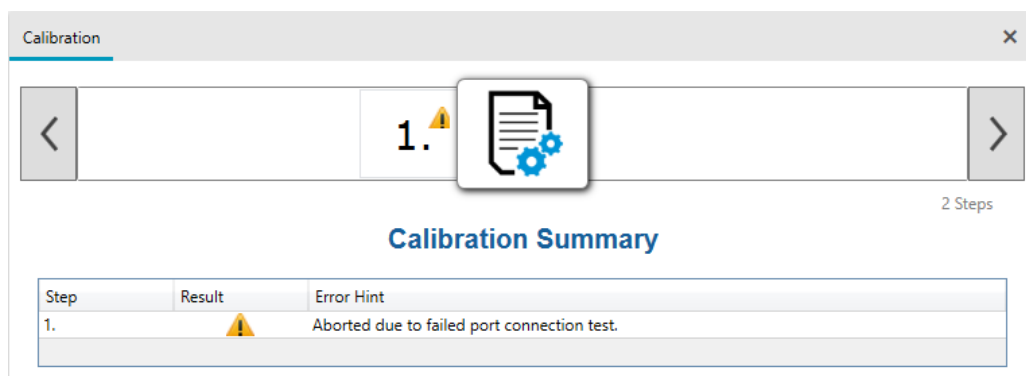 Calibration
1.
2 Steps
Calibration Summary
Step Result Error Hint
1. Aborted due to failed port connection test.